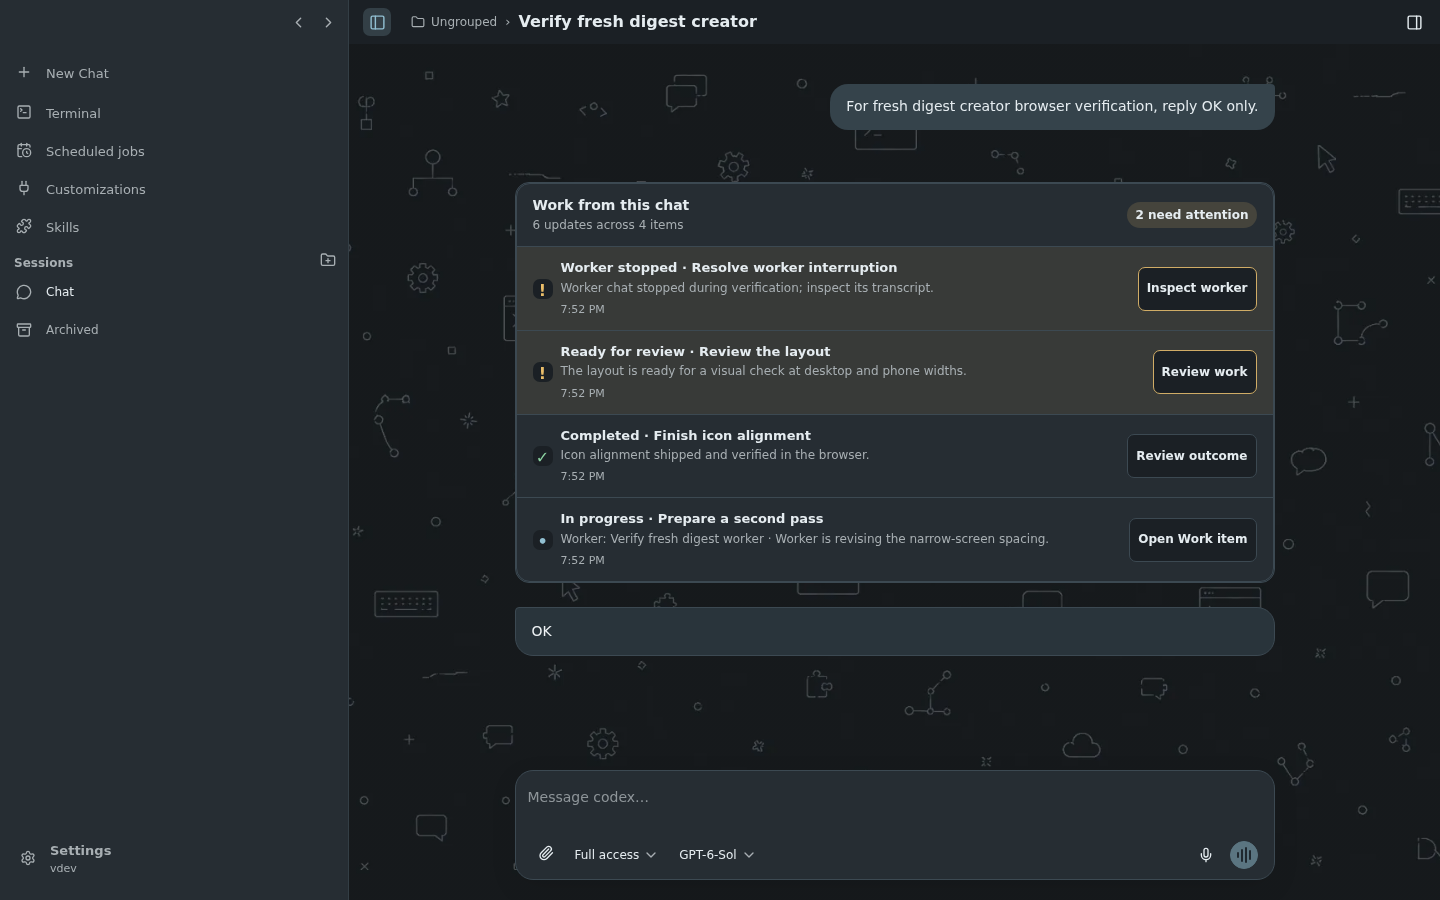 Ungrouped › Verify fresh digest creator
New Chat
Terminal
Scheduled jobs
Customizations
Skills
Sessions
Chat
Archived
Settings
vdev
For fresh digest creator browser verification, reply OK only.
Work from this chat
6 updates across 4 items
2 need attention
! Worker stopped · Resolve worker interruption
Worker chat stopped during verification; inspect its transcript.
7:52 PM
Inspect worker
! Ready for review · Review the layout
The layout is ready for a visual check at desktop and phone widths.
7:52 PM
Review work
✓ Completed · Finish icon alignment
Icon alignment shipped and verified in the browser.
7:52 PM
Review outcome
In progress · Prepare a second pass
Worker: Verify fresh digest worker · Worker is revising the narrow-screen spacing.
7:52 PM
Open Work item
OK
Message codex...
Full access
GPT-6-Sol